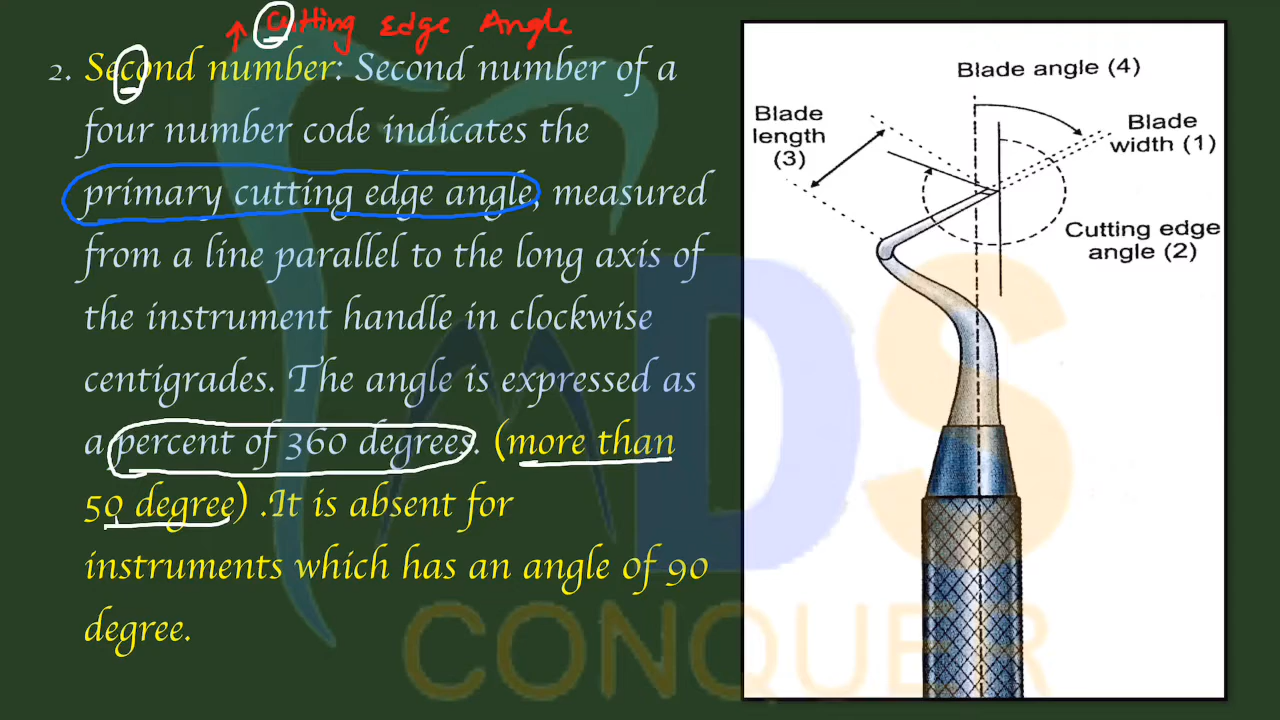 ↑ Cutting Edge Angle
2. Second number: Second number of a
four number code indicates the
primary cutting edge angle, measured
from a line parallel to the long axis of
the instrument handle in clockwise
centigrades. The angle is expressed as
a percent of 360 degrees. (more than
50 degree) .It is absent for
instruments which has an angle of 90
degree.
Blade angle (4)
Blade
length
(3)
Blade
width (1)
Cutting edge
angle (2)
MDS
CONQUER